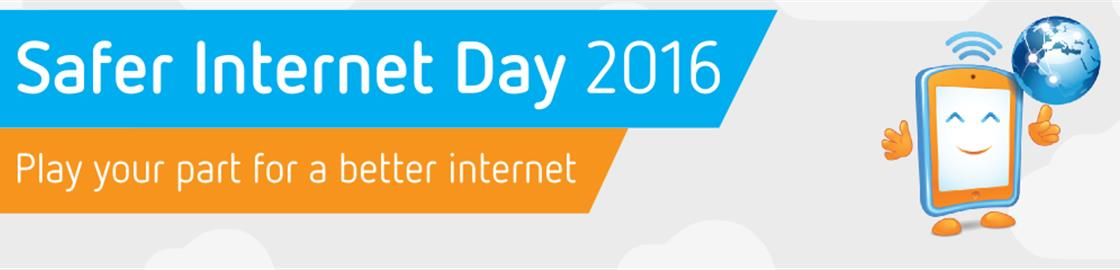 Safer Internet Day 2016
Play your part for a better internet